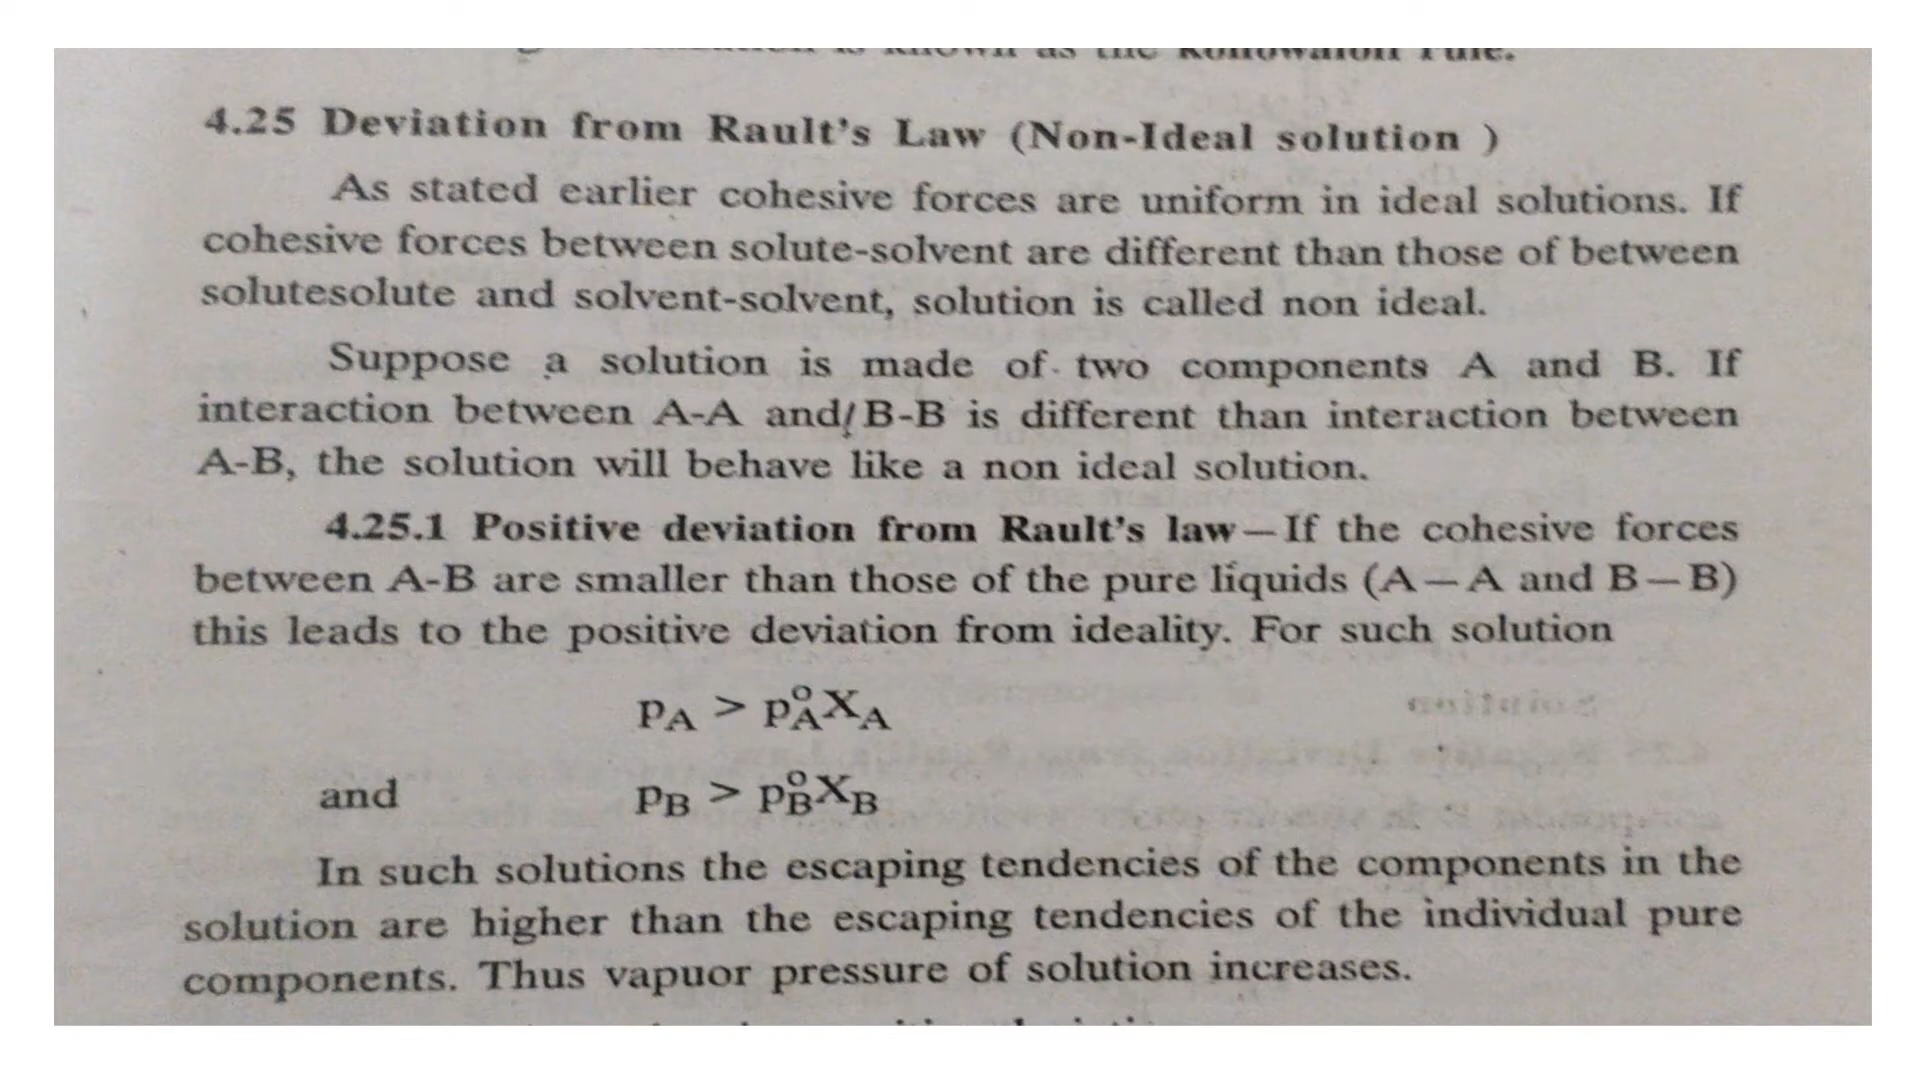 is known as the Konowaloff rule.
4.25 Deviation from Rault's Law (Non-Ideal solution )
As stated earlier cohesive forces are uniform in ideal solutions. If
cohesive forces between solute-solvent are different than those of between
solutesolute and solvent-solvent, solution is called non ideal.
Suppose a solution is made of two components A and B. If
interaction between A-A and/ B-B is different than interaction between
A-B, the solution will behave like a non ideal solution.
4.25.1 Positive deviation from Rault's law—If the cohesive forces
between A-B are smaller than those of the pure liquids (A—A and B—B)
this leads to the positive deviation from ideality. For such solution
pA > p°AXA
and pB > p°BXB
In such solutions the escaping tendencies of the components in the
solution are higher than the escaping tendencies of the individual pure
components. Thus vapuor pressure of solution increases.